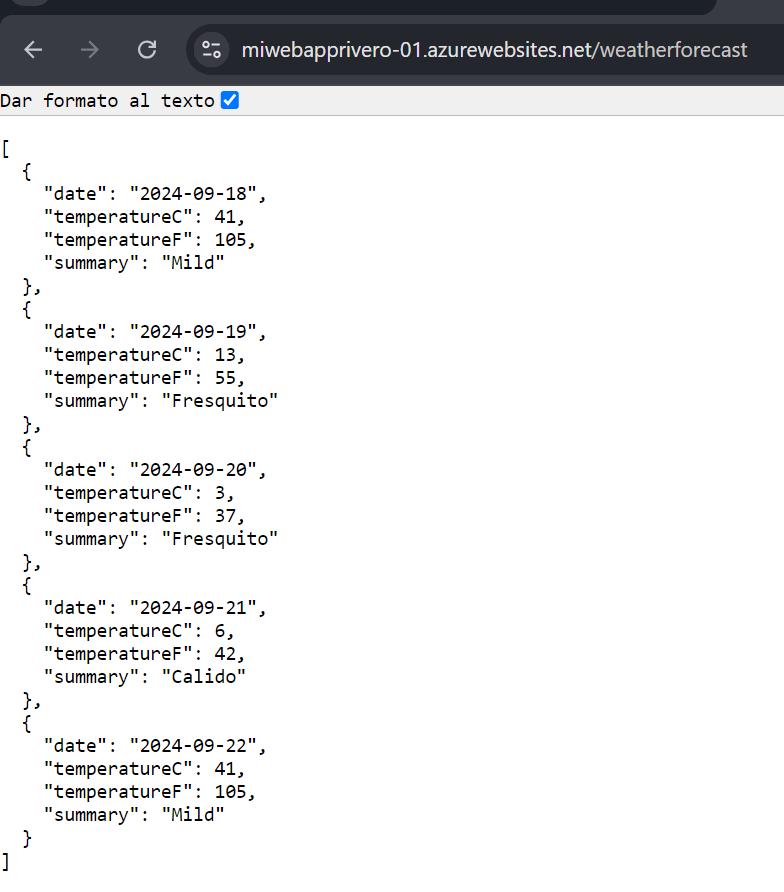 miwebapprivero-01.azurewebsites.net/weatherforecast
Dar formato al texto
[
  {
    "date": "2024-09-18",
    "temperatureC": 41,
    "temperatureF": 105,
    "summary": "Mild"
  },
  {
    "date": "2024-09-19",
    "temperatureC": 13,
    "temperatureF": 55,
    "summary": "Fresquito"
  },
  {
    "date": "2024-09-20",
    "temperatureC": 3,
    "temperatureF": 37,
    "summary": "Fresquito"
  },
  {
    "date": "2024-09-21",
    "temperatureC": 6,
    "temperatureF": 42,
    "summary": "Calido"
  },
  {
    "date": "2024-09-22",
    "temperatureC": 41,
    "temperatureF": 105,
    "summary": "Mild"
  }
]